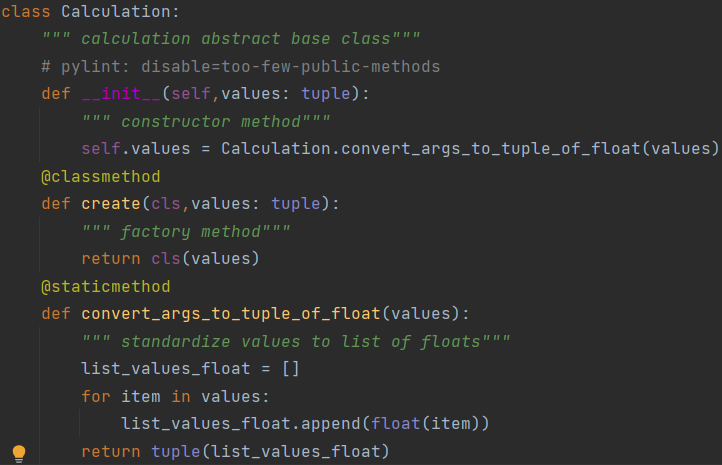 class Calculation:
    """ calculation abstract base class"""
    # pylint: disable=too-few-public-methods
    def __init__(self,values: tuple):
        """ constructor method"""
        self.values = Calculation.convert_args_to_tuple_of_float(values)
    @classmethod
    def create(cls,values: tuple):
        """ factory method"""
        return cls(values)
    @staticmethod
    def convert_args_to_tuple_of_float(values):
        """ standardize values to list of floats"""
        list_values_float = []
        for item in values:
            list_values_float.append(float(item))
        return tuple(list_values_float)